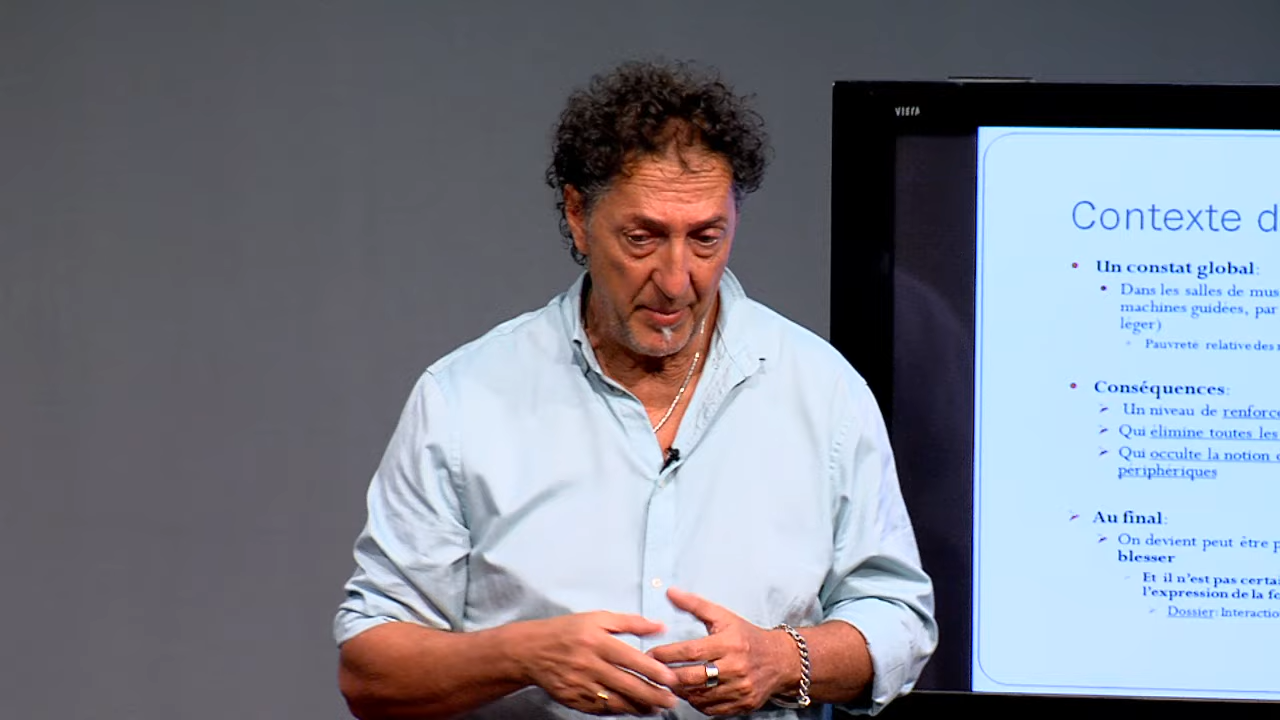 VISTA
Contexte d
Un constat global:
Dans les salles de mus
machines guidées, par
léger)
Pauvreté relative des
Conséquences:
Un niveau de renforce
Qui élimine toutes les
Qui occulte la notion
périphériques
Au final:
On devient peut être p
blesser
Et il n'est pas certa
l'expression de la fo
Dossier: Interactio